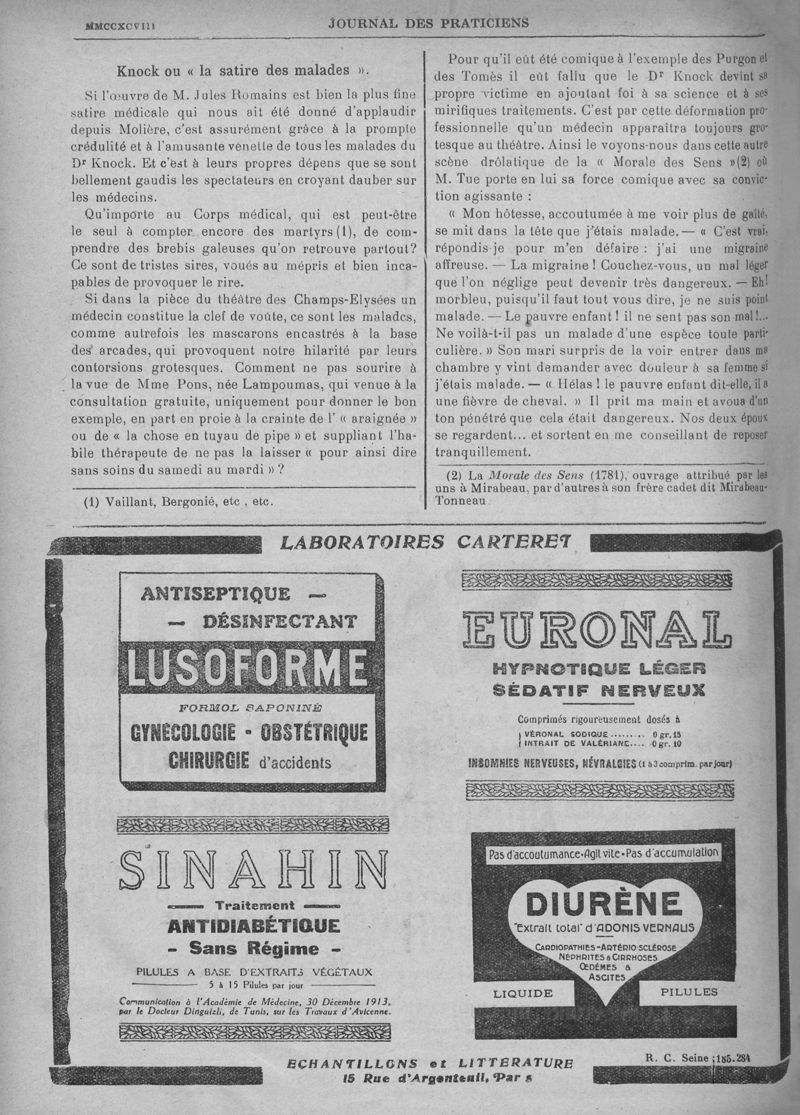 MMCCXCVIII
JOURNAL DES PRATICIENS
Knock ou « la satire des malades ».
Si l'œuvre de M. Jules Romains est bien la plus fine
satire médicale qui nous ait été donné d'applaudir
depuis Molière, c'est assurément grâce à la prompte
crédulité et à l'amusante venette de tous les malades du
Dr Knock. Et c'est à leurs propres dépens que se sont
bellement gaudis les spectateurs en croyant dauber sur
les médecins.
Qu'importe au Corps médical, qui est peut-être
le seul à compter encore des martyrs (1), de com-
prendre des brebis galeuses qu'on retrouve partout?
Ce sont de tristes sires, voués au mépris et bien inca-
pables de provoquer le rire.
Si dans la pièce du théâtre des Champs-Elysées un
médecin constitue la clef de voûte, ce sont les malades,
comme autrefois les mascarons encastrés à la base
des arcades, qui provoquent notre hilarité par leurs
contorsions grotesques. Comment ne pas sourire à
la vue de Mme Pons, née Lampoumas, qui venue à la
consultation gratuite, uniquement pour donner le bon
exemple, en part en proie à la crainte de l' « araignée »
ou de « la chose en tuyau de pipe » et suppliant l'ha-
bile thérapeute de ne pas la laisser « pour ainsi dire
sans soins du samedi au mardi » ?
(1) Vaillant, Bergonié, etc , etc.
Pour qu'il eût été comique à l'exemple des Purgon et
des Tomès il eût fallu que le Dr Knock devint sa
propre victime en ajoutant foi à sa science et à ses
mirifiques traitements. C'est par cette déformation pro-
fessionnelle qu'un médecin apparaîtra toujours gro-
tesque au théâtre. Ainsi le voyons-nous dans cette autre
scène drôlatique de la « Morale des Sens »(2) où
M. Tue porte en lui sa force comique avec sa convic-
tion agissante :
« Mon hôtesse, accoutumée à me voir plus de gaîté,
se mit dans la tête que j'étais malade. — « C'est vrai,
répondis-je pour m'en défaire : j'ai une migraine
affreuse. — La migraine ! Couchez-vous, un mal léger
que l'on néglige peut devenir très dangereux. — Eh!
morbleu, puisqu'il faut tout vous dire, je ne suis point
malade. — Le pauvre enfant ! il ne sent pas son mal !...
Ne voilà-t-il pas un malade d'une espèce toute parti-
culière. » Son mari surpris de la voir entrer dans ma
chambre y vint demander avec douleur à sa femme si
j'étais malade. — « Hélas ! le pauvre enfant dit-elle, il a
une fièvre de cheval. » Il prit ma main et avoua d'un
ton pénétré que cela était dangereux. Nos deux époux
se regardent... et sortent en me conseillant de reposer
tranquillement.
(2) La Morale des Sens (1781), ouvrage attribué par les
uns à Mirabeau, par d'autres à son frère cadet dit Mirabeau-
Tonneau
LABORATOIRES CARTERET
ANTISEPTIQUE —
— DÉSINFECTANT
LUSOFORME
FORMOL SAPONINÉ
GYNÉCOLOGIE - OBSTÉTRIQUE
CHIRURGIE d'accidents
EURONAL
HYPNOTIQUE LÉGER
SÉDATIF NERVEUX
Comprimés rigoureusement dosés à
VÉRONAL SODIQUE ......... 0 gr. 15
INTRAIT DE VALÉRIANE.... 0 gr. 10
INSOMNIES NERVEUSES, NÉVRALGIES (1 à 3 comprim. par jour)
SINAHIN
Traitement
ANTIDIABÉTIQUE
- Sans Régime -
PILULES A BASE D'EXTRAITS VÉGÉTAUX
5 à 15 Pilules par jour
Communication à l'Académie de Médecine, 30 Décembre 1913,
par le Docteur Dinguizli, de Tunis, sur les Travaux d'Avicenne.
Pas d'accoutumance-Agit vite-Pas d'accumulation
DIURÈNE
"Extrait total" d'ADONIS VERNALIS
CARDIOPATHIES-ARTÉRIO SCLÉROSE
NÉPHRITES & CIRRHOSES
ŒDÈMES &
ASCITES
LIQUIDE
PILULES
ECHANTILLONS et LITTERATURE
15 Rue d'Argenteuil, Par s
R. C. Seine : 185.284